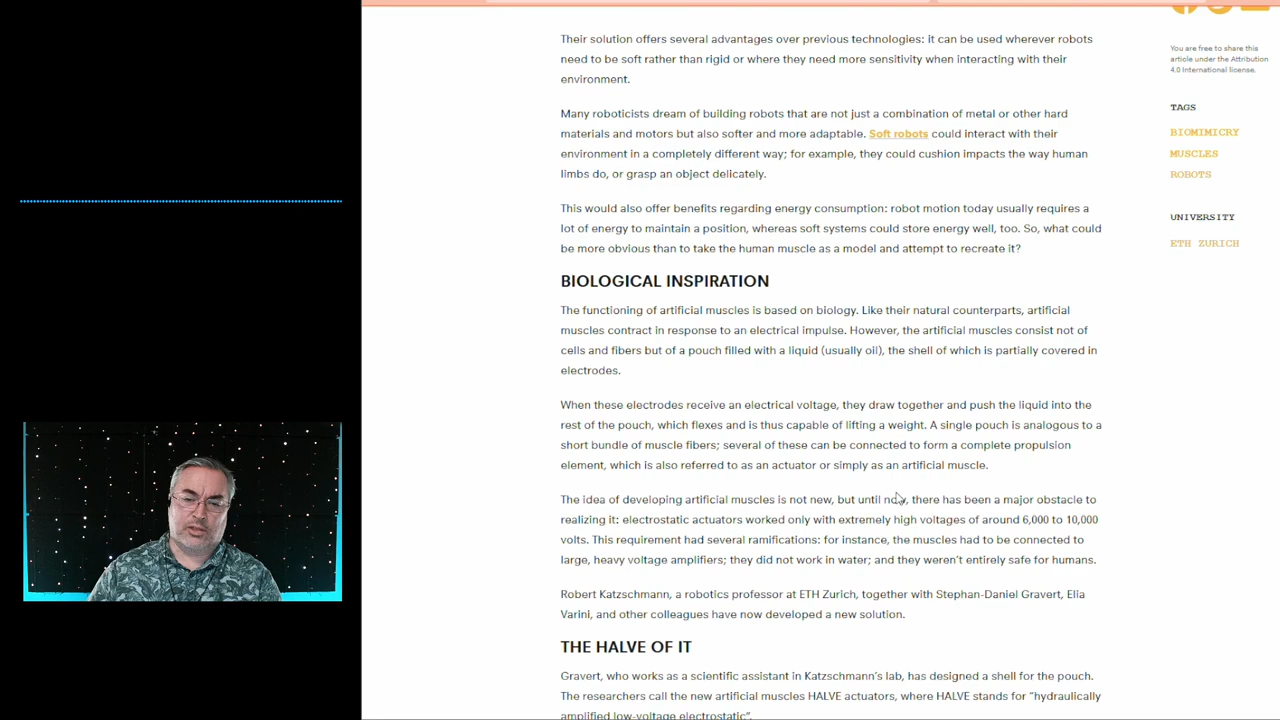 Their solution offers several advantages over previous technologies: it can be used wherever robots
need to be soft rather than rigid or where they need more sensitivity when interacting with their
environment.
Many roboticists dream of building robots that are not just a combination of metal or other hard
materials and motors but also softer and more adaptable. Soft robots could interact with their
environment in a completely different way; for example, they could cushion impacts the way human
limbs do, or grasp an object delicately.
This would also offer benefits regarding energy consumption: robot motion today usually requires a
lot of energy to maintain a position, whereas soft systems could store energy well, too. So, what could
be more obvious than to take the human muscle as a model and attempt to recreate it?
BIOLOGICAL INSPIRATION
The functioning of artificial muscles is based on biology. Like their natural counterparts, artificial
muscles contract in response to an electrical impulse. However, the artificial muscles consist not of
cells and fibers but of a pouch filled with a liquid (usually oil), the shell of which is partially covered in
electrodes.
When these electrodes receive an electrical voltage, they draw together and push the liquid into the
rest of the pouch, which flexes and is thus capable of lifting a weight. A single pouch is analogous to a
short bundle of muscle fibers; several of these can be connected to form a complete propulsion
element, which is also referred to as an actuator or simply as an artificial muscle.
The idea of developing artificial muscles is not new, but until now, there has been a major obstacle to
realizing it: electrostatic actuators worked only with extremely high voltages of around 6,000 to 10,000
volts. This requirement had several ramifications: for instance, the muscles had to be connected to
large, heavy voltage amplifiers; they did not work in water; and they weren't entirely safe for humans.
Robert Katzschmann, a robotics professor at ETH Zurich, together with Stephan-Daniel Gravert, Elia
Varini, and other colleagues have now developed a new solution.
THE HALVE OF IT
Gravert, who works as a scientific assistant in Katzschmann's lab, has designed a shell for the pouch.
The researchers call the new artificial muscles HALVE actuators, where HALVE stands for "hydraulically
amplified low-voltage electrostatic".
You are free to share this
article under the Attribution
4.0 International license.
TAGS
BIOMIMICRY
MUSCLES
ROBOTS
UNIVERSITY
ETH ZURICH